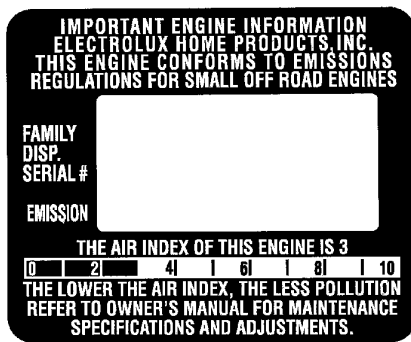 IMPORTANT ENGINE INFORMATION
ELECTROLUX HOME PRODUCTS, INC.
THIS ENGINE CONFORMS TO EMISSIONS
REGULATIONS FOR SMALL OFF ROAD ENGINES
FAMILY
DISP.
SERIAL #
EMISSION
THE AIR INDEX OF THIS ENGINE IS 3
0 2 4 6 8 10
THE LOWER THE AIR INDEX, THE LESS POLLUTION
REFER TO OWNER'S MANUAL FOR MAINTENANCE
SPECIFICATIONS AND ADJUSTMENTS.